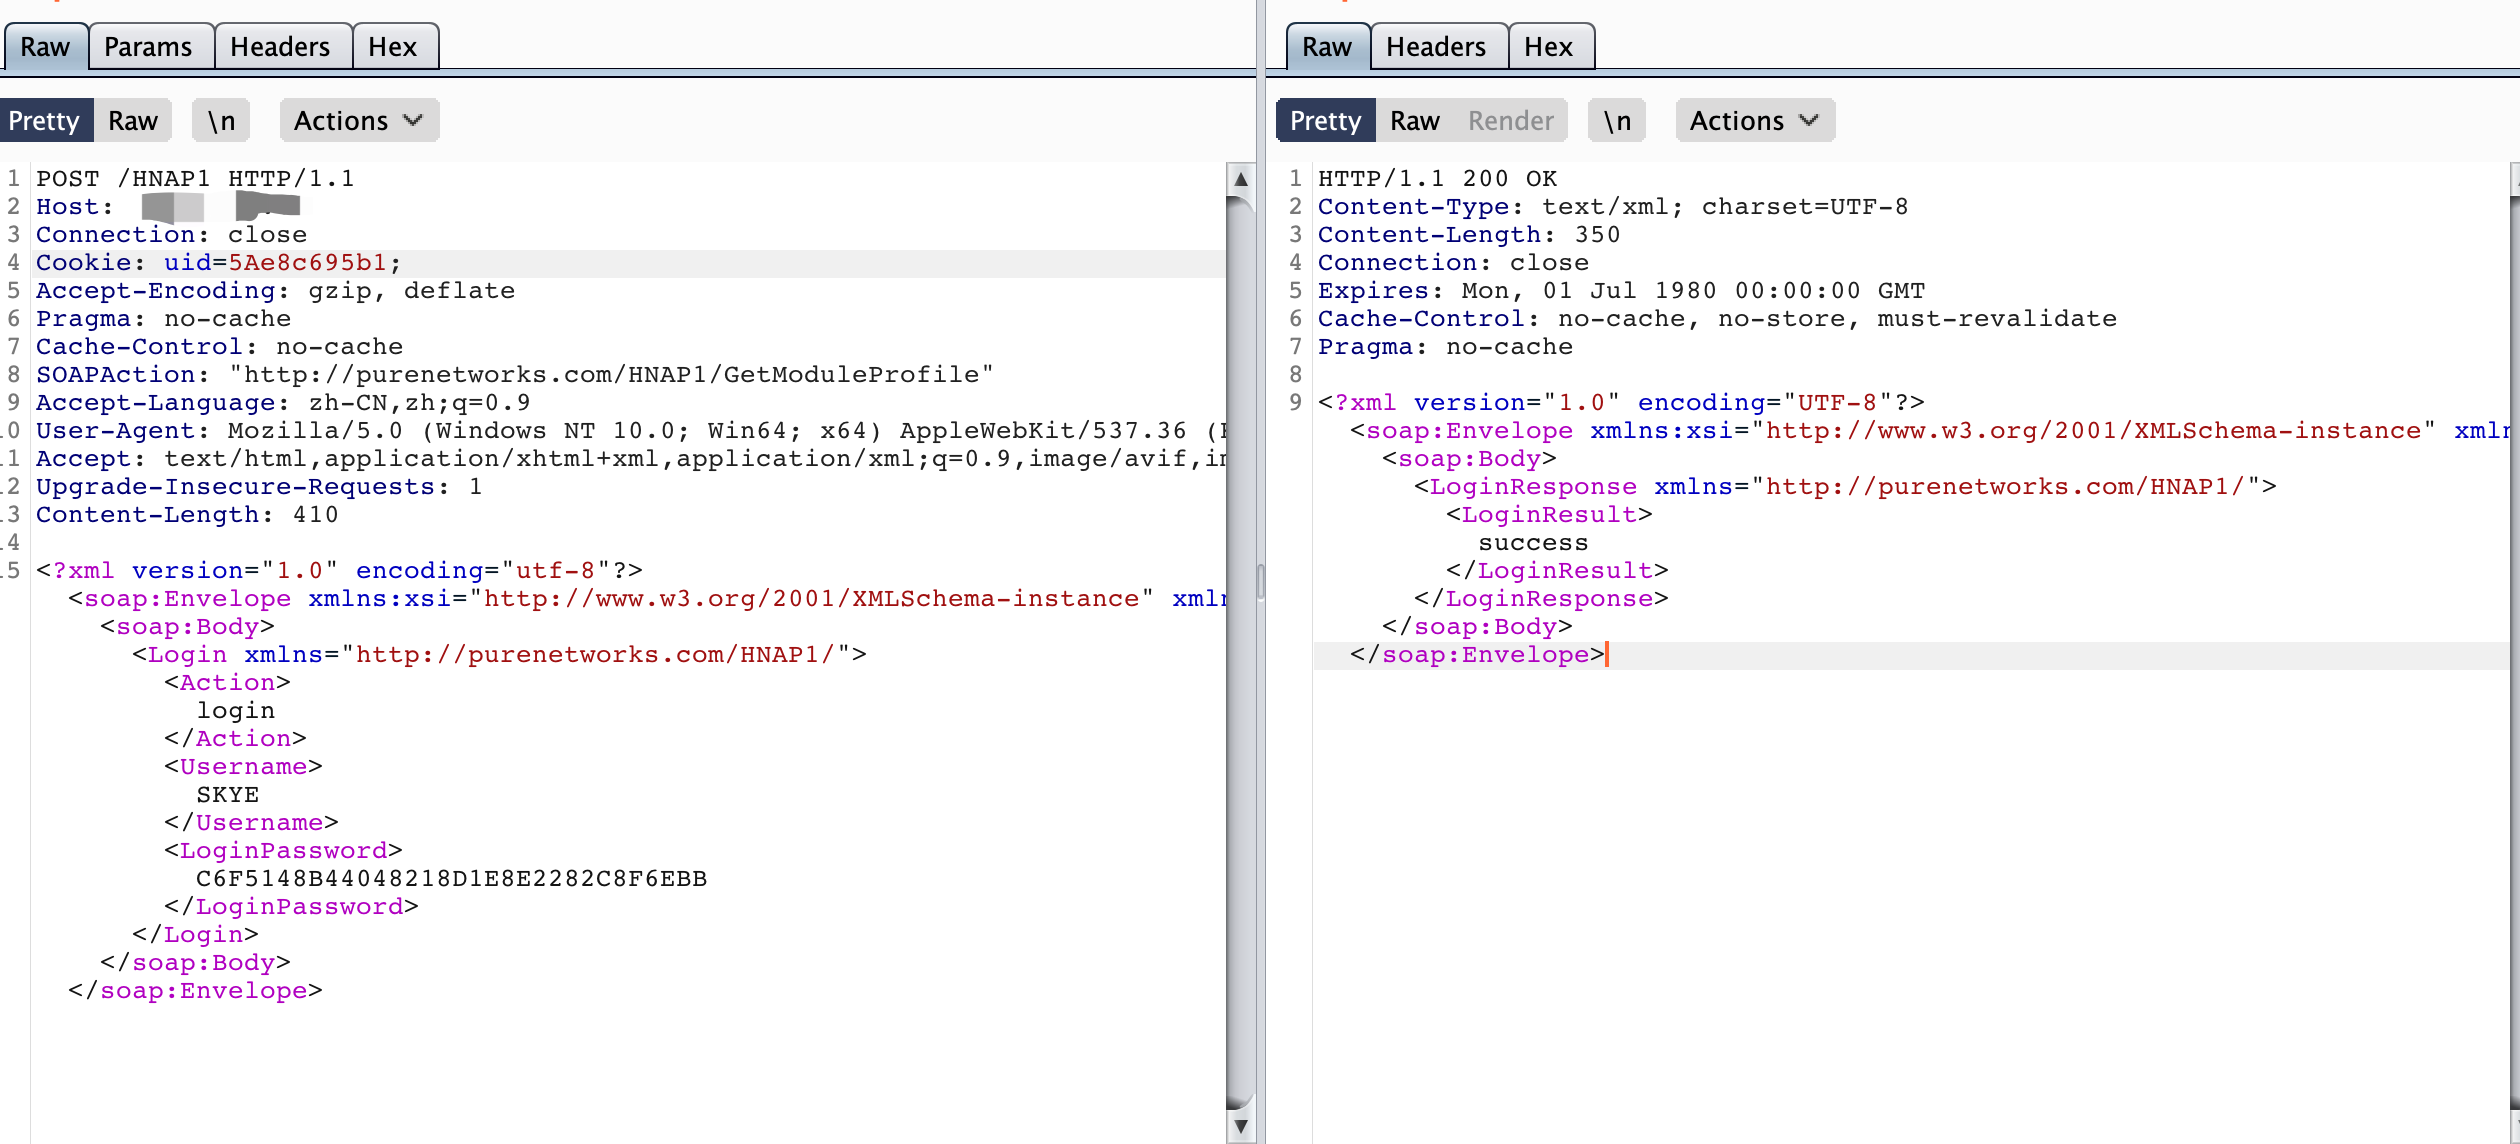 Raw Params Headers Hex
Pretty Raw \n Actions
1 POST /HNAP1 HTTP/1.1
2 Host:
3 Connection: close
4 Cookie: uid=5Ae8c695b1;
5 Accept-Encoding: gzip, deflate
6 Pragma: no-cache
7 Cache-Control: no-cache
8 SOAPAction: "http://purenetworks.com/HNAP1/GetModuleProfile"
9 Accept-Language: zh-CN,zh;q=0.9
10 User-Agent: Mozilla/5.0 (Windows NT 10.0; Win64; x64) AppleWebKit/537.36 (
11 Accept: text/html,application/xhtml+xml,application/xml;q=0.9,image/avif,
12 Upgrade-Insecure-Requests: 1
13 Content-Length: 410
14
15 <?xml version="1.0" encoding="utf-8"?>
<soap:Envelope xmlns:xsi="http://www.w3.org/2001/XMLSchema-instance"
<soap:Body>
<Login xmlns="http://purenetworks.com/HNAP1/">
<Action>
login
</Action>
<Username>
SKYE
</Username>
<LoginPassword>
C6F5148B44048218D1E8E2282C8F6EBB
</LoginPassword>
</Login>
</soap:Body>
</soap:Envelope>
Raw Headers Hex
Pretty Raw Render \n Actions
1 HTTP/1.1 200 OK
2 Content-Type: text/xml; charset=UTF-8
3 Content-Length: 350
4 Connection: close
5 Expires: Mon, 01 Jul 1980 00:00:00 GMT
6 Cache-Control: no-cache, no-store, must-revalidate
7 Pragma: no-cache
8
9 <?xml version="1.0" encoding="UTF-8"?>
<soap:Envelope xmlns:xsi="http://www.w3.org/2001/XMLSchema-instance"
<soap:Body>
<LoginResponse xmlns="http://purenetworks.com/HNAP1/">
<LoginResult>
success
</LoginResult>
</LoginResponse>
</soap:Body>
</soap:Envelope>